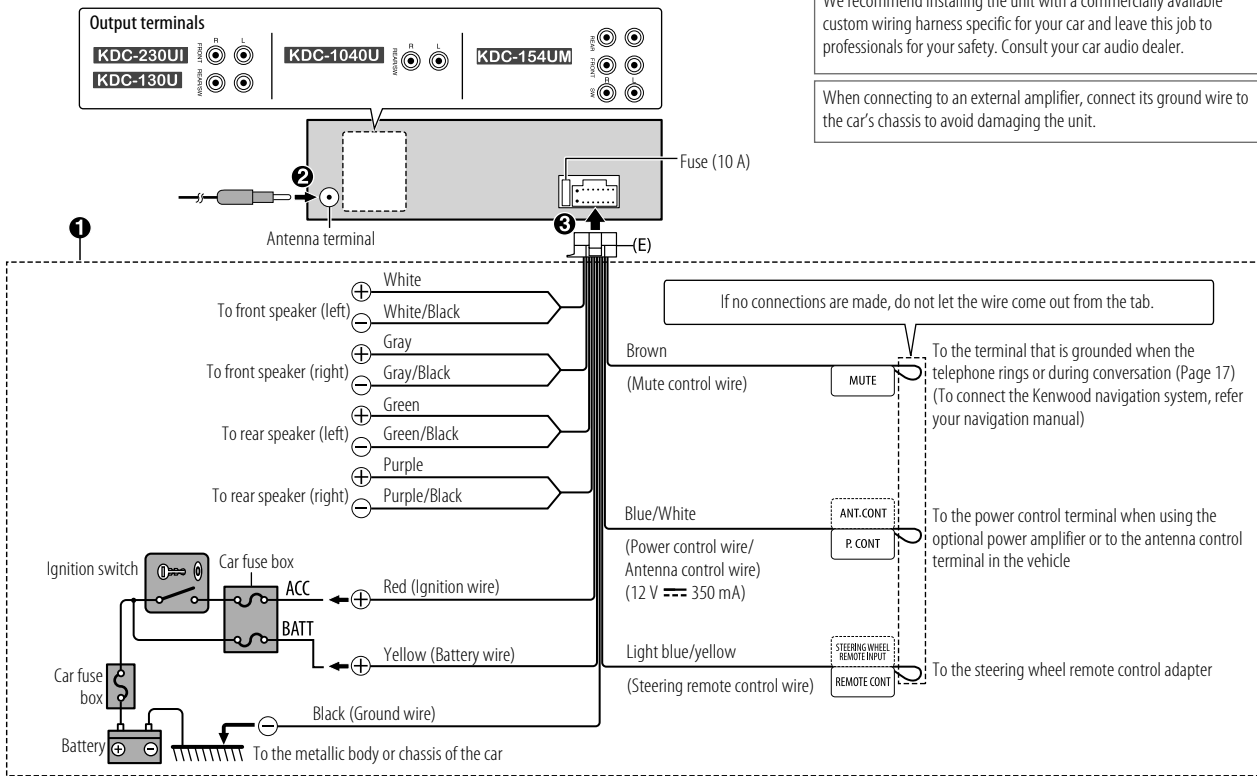 We recommend installing the unit with a commercially available
custom wiring harness specific for your car and leave this job to
professionals for your safety. Consult your car audio dealer.
When connecting to an external amplifier, connect its ground wire to
the car's chassis to avoid damaging the unit.
Output terminals
KDC-230UI
KDC-130U
FRONT
R
L
REAR/SW
KDC-1040U
REAR/SW
R
L
KDC-154UM
REAR
FRONT
SW
R
L
Fuse (10 A)
2
Antenna terminal
3
(E)
1
White
To front speaker (left)
White/Black
Gray
To front speaker (right)
Gray/Black
Green
To rear speaker (left)
Green/Black
Purple
To rear speaker (right)
Purple/Black
Ignition switch
Car fuse box
ACC
Red (Ignition wire)
BATT
Yellow (Battery wire)
Car fuse
box
Black (Ground wire)
Battery
To the metallic body or chassis of the car
If no connections are made, do not let the wire come out from the tab.
Brown
(Mute control wire)
MUTE
To the terminal that is grounded when the
telephone rings or during conversation (Page 17)
(To connect the Kenwood navigation system, refer
your navigation manual)
Blue/White
(Power control wire/
Antenna control wire)
(12 V ⎓ 350 mA)
ANT.CONT
P. CONT
To the power control terminal when using the
optional power amplifier or to the antenna control
terminal in the vehicle
Light blue/yellow
(Steering remote control wire)
STEERING WHEEL
REMOTE INPUT
REMOTE CONT
To the steering wheel remote control adapter